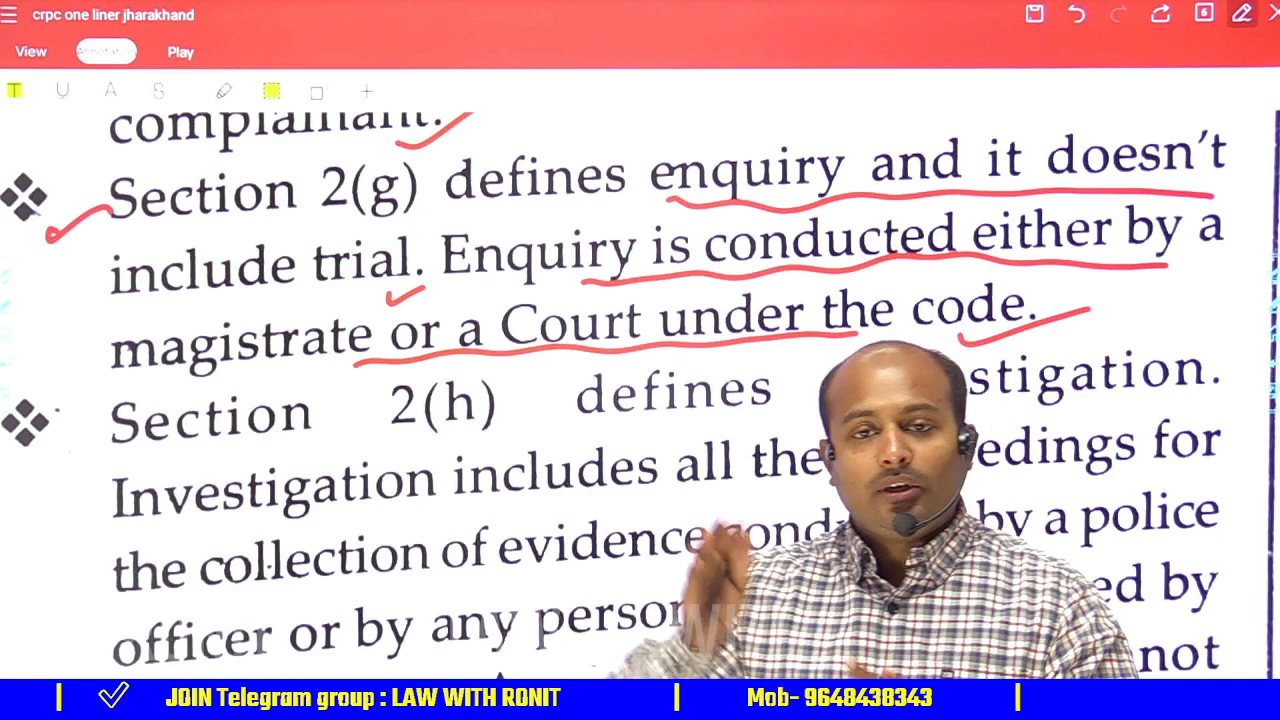 crpc one liner jharakhand
6
View Annotation Play
T U A S
complainant.
Section 2(g) defines enquiry and it doesn't
include trial. Enquiry is conducted either by a
magistrate or a Court under the code.
Section 2(h) defines stigation.
Investigation includes all the edings for
the collection of evidence cond by a police
officer or by any person ed by
not
JOIN Telegram group : LAW WITH RONIT Mob- 9648438343